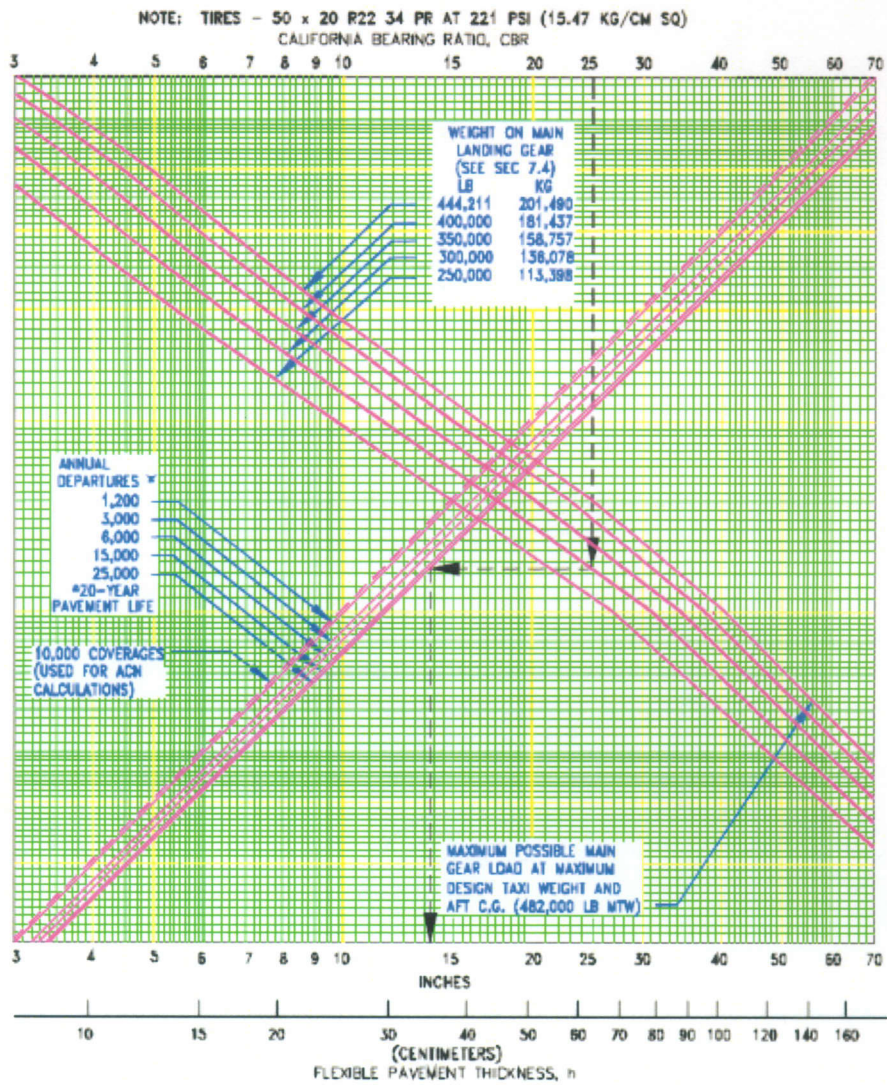 NOTE: TIRES - 50 x 20 R22 34 PR AT 221 PSI (15.47 KG/CM SQ)
CALIFORNIA BEARING RATIO, CBR
3 4 5 6 7 8 9 10 15 20 25 30 40 50 60 70
WEIGHT ON MAIN
LANDING GEAR
(SEE SEC 7.4)
LB KG
444,211 201,490
400,000 181,437
350,000 158,757
300,000 136,078
250,000 113,398
ANNUAL
DEPARTURES *
1,200
3,000
6,000
15,000
25,000
*20-YEAR
PAVEMENT LIFE
10,000 COVERAGES
(USED FOR ACN
CALCULATIONS)
MAXIMUM POSSIBLE MAIN
GEAR LOAD AT MAXIMUM
DESIGN TAXI WEIGHT AND
AFT C.G. (482,000 LB MTW)
3 4 5 6 7 8 9 10 15 20 25 30 40 50 60 70
INCHES
10 15 20 30 40 50 60 70 80 90 100 120 140 160
(CENTIMETERS)
FLEXIBLE PAVEMENT THICKNESS, h